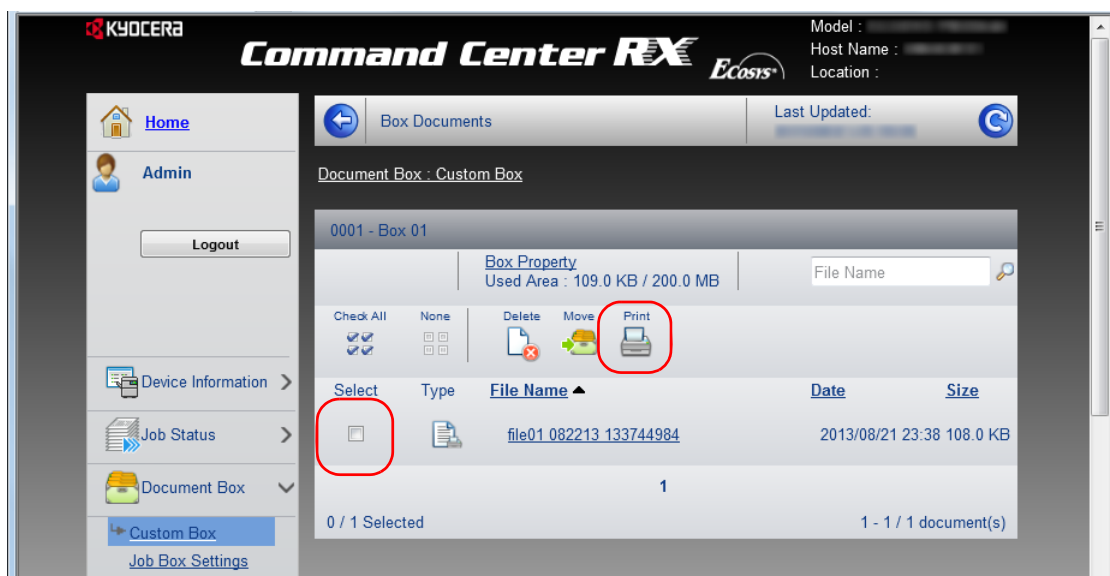 KYOCERA
Command Center RX
Ecosys
Model :
Host Name :
Location :
Home
Admin
Logout
Device Information
Job Status
Document Box
Custom Box
Job Box Settings
Box Documents
Last Updated:
Document Box : Custom Box
0001 - Box 01
Box Property
Used Area : 109.0 KB / 200.0 MB
File Name
Check All None Delete Move Print
Select Type File Name Date Size
file01 082213 133744984 2013/08/21 23:38 108.0 KB
1
0 / 1 Selected 1 - 1 / 1 document(s)